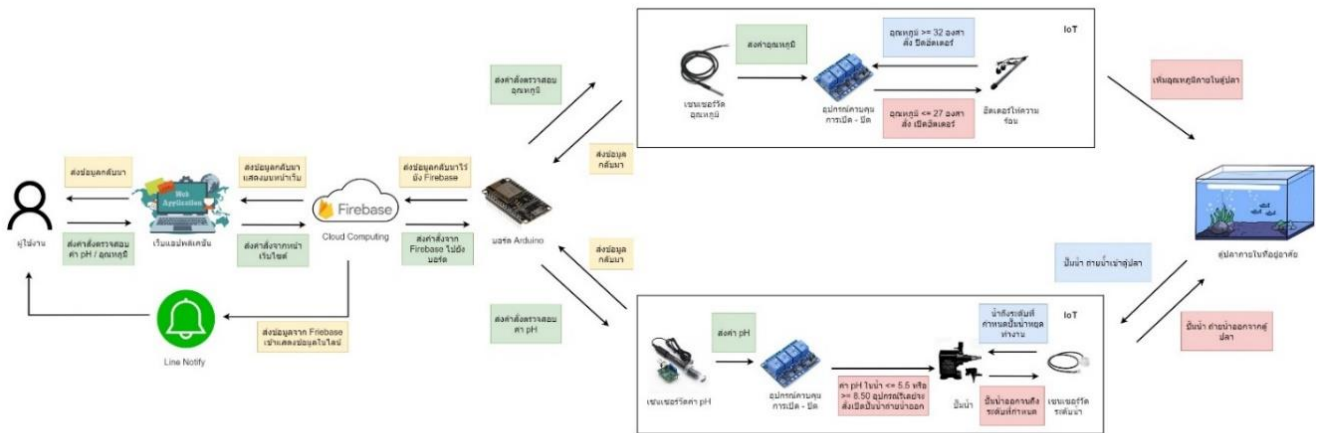 IoT
ส่งค่าอุณหภูมิ
อุณหภูมิ >= 32 องศา
สั่ง ปิดฮีตเตอร์
ส่งคำสั่งตรวจสอบ
อุณหภูมิ
เพิ่มอุณหภูมิภายในตู้ปลา
เซนเซอร์วัด
อุณหภูมิ
อุปกรณ์ควบคุม
การเปิด - ปิด
อุณหภูมิ <= 27 องศา
สั่ง เปิดฮีตเตอร์
ฮีตเตอร์ให้ความ
ร้อน
ส่งข้อมูลกลับมา
ส่งข้อมูลกลับมา
แสดงบนหน้าเว็บ
ส่งข้อมูลกลับมาไว้
ยัง Firebase
ส่งข้อมูล
กลับมา
Web
Application
Firebase
ผู้ใช้งาน
เว็บแอปพลิเคชัน
Cloud Computing
บอร์ด Arduino
ตู้ปลาภายในที่อยู่อาศัย
ส่งคำสั่งตรวจสอบ
ค่า pH / อุณหภูมิ
ส่งคำสั่งจากหน้า
เว็บไซต์
ส่งคำสั่งจาก
Firebase ไปยัง
บอร์ด
ส่งข้อมูล
กลับมา
ปั๊มน้ำ ถ่ายน้ำเข้าตู้ปลา
ส่งคำสั่งตรวจสอบ
ค่า pH
ส่งข้อมูลจาก Friebase
เข้าแสดงข้อมูลในไลน์
Line Notify
IoT
ส่งค่า pH
น้ำถึงระดับที่
กำหนดปั๊มน้ำหยุด
ทำงาน
ปั๊มน้ำ ถ่ายน้ำออกจากตู้
ปลา
เซนเซอร์วัดค่า pH
อุปกรณ์ควบคุม
การเปิด - ปิด
ค่า pH ในน้ำ <= 5.5 หรือ
>= 8.50 อุปกรณ์รีเลย์จะ
สั่งเปิดปั๊มน้ำถ่ายน้ำออก
ปั๊มน้ำ
ปั๊มน้ำออกจนถึง
ระดับที่กำหนด
เซนเซอร์วัด
ระดับน้ำ